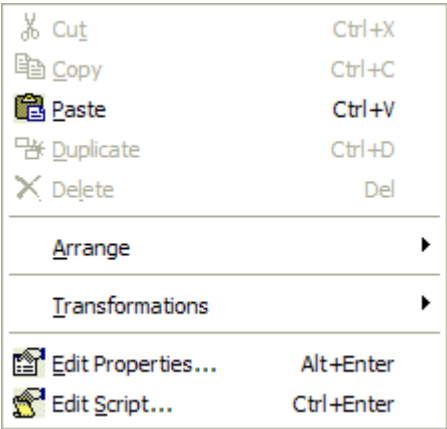 Cut Ctrl+X
Copy Ctrl+C
Paste Ctrl+V
Duplicate Ctrl+D
Delete Del
Arrange
Transformations
Edit Properties... Alt+Enter
Edit Script... Ctrl+Enter